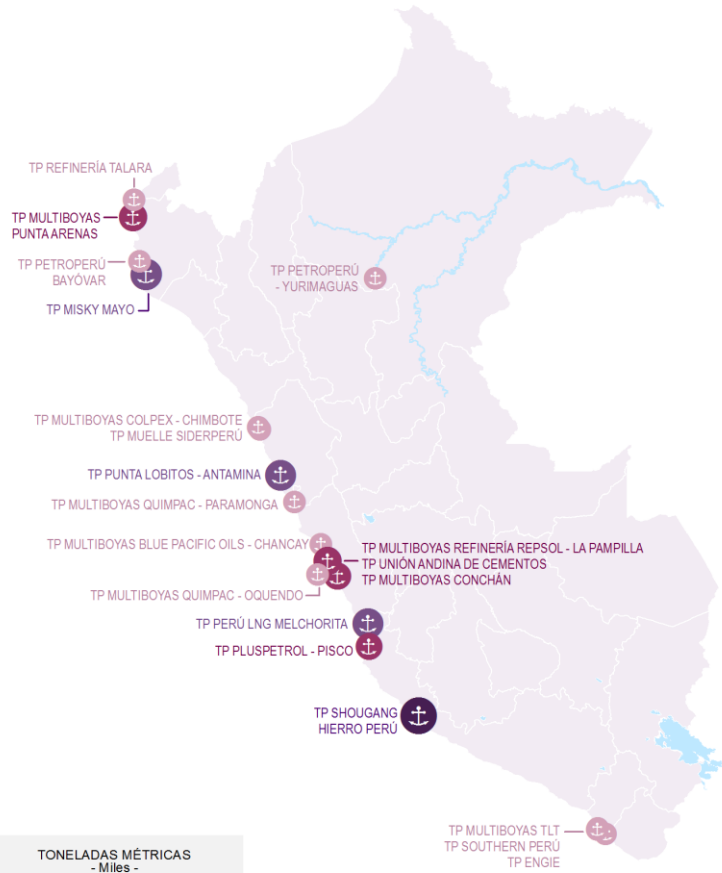 TP REFINERÍA TALARA
TP MULTIBOYAS
PUNTA ARENAS
TP PETROPERÚ
BAYÓVAR
TP MISKY MAYO
TP PETROPERÚ
- YURIMAGUAS
TP MULTIBOYAS COLPEX - CHIMBOTE
TP MUELLE SIDERPERÚ
TP PUNTA LOBITOS - ANTAMINA
TP MULTIBOYAS QUIMPAC - PARAMONGA
TP MULTIBOYAS BLUE PACIFIC OILS - CHANCAY
TP MULTIBOYAS REFINERÍA REPSOL - LA PAMPILLA
TP UNIÓN ANDINA DE CEMENTOS
TP MULTIBOYAS CONCHÁN
TP MULTIBOYAS QUIMPAC - OQUENDO
TP PERÚ LNG MELCHORITA
TP PLUSPETROL - PISCO
TP SHOUGANG
HIERRO PERÚ
TP MULTIBOYAS TLT
TP SOUTHERN PERÚ
TP ENGIE
TONELADAS MÉTRICAS
- Miles -